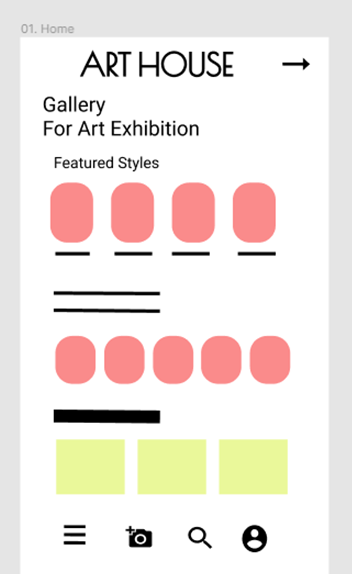 01. Home
ART HOUSE
Gallery
For Art Exhibition
Featured Styles